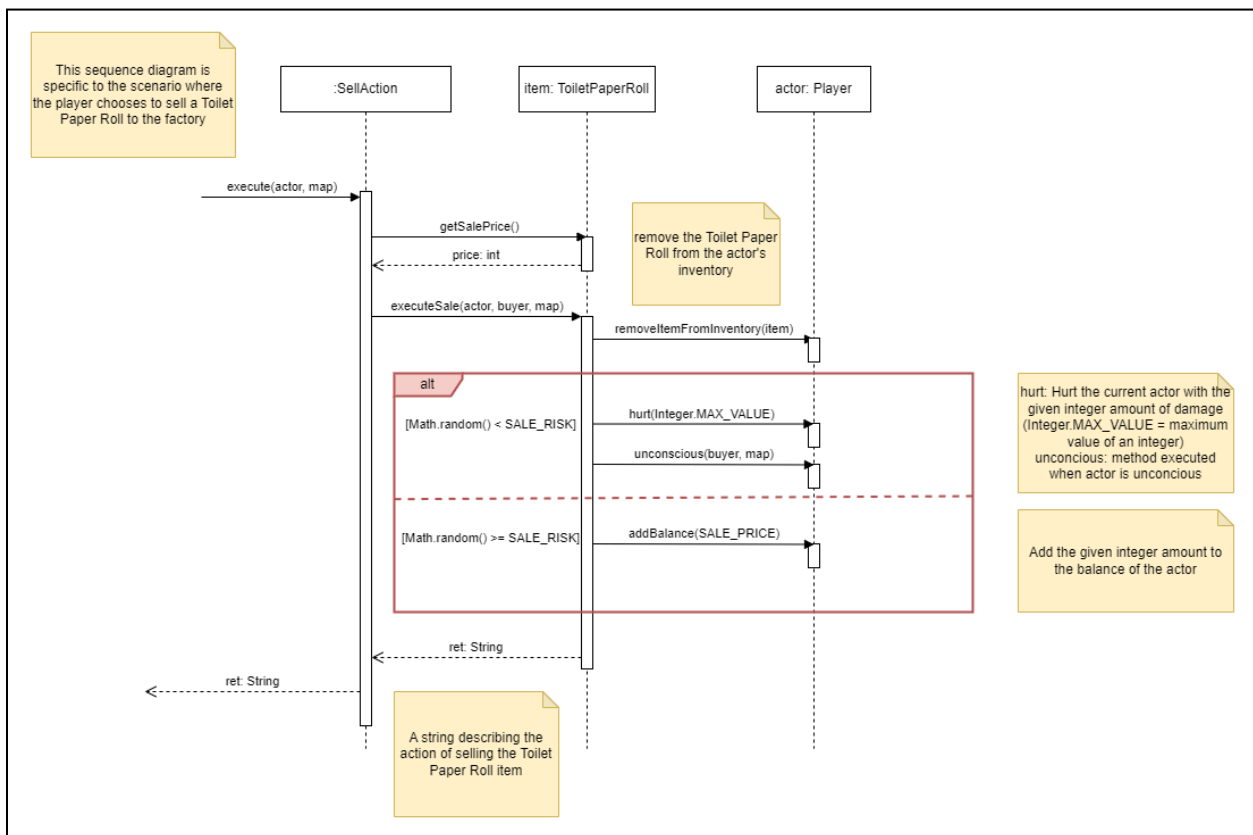 This sequence diagram is
specific to the scenario where
the player chooses to sell a Toilet
Paper Roll to the factory
:SellAction
item: ToiletPaperRoll
actor: Player
execute(actor, map)
getSalePrice()
price: int
remove the Toilet Paper
Roll from the actor's
inventory
executeSale(actor, buyer, map)
removeItemFromInventory(item)
alt
[Math.random() < SALE_RISK]
hurt(Integer.MAX_VALUE)
unconscious(buyer, map)
hurt: Hurt the current actor with the
given integer amount of damage
(Integer.MAX_VALUE = maximum
value of an integer)
unconcious: method executed
when actor is unconcious
[Math.random() >= SALE_RISK]
addBalance(SALE_PRICE)
Add the given integer amount to
the balance of the actor
ret: String
ret: String
A string describing the
action of selling the Toilet
Paper Roll item